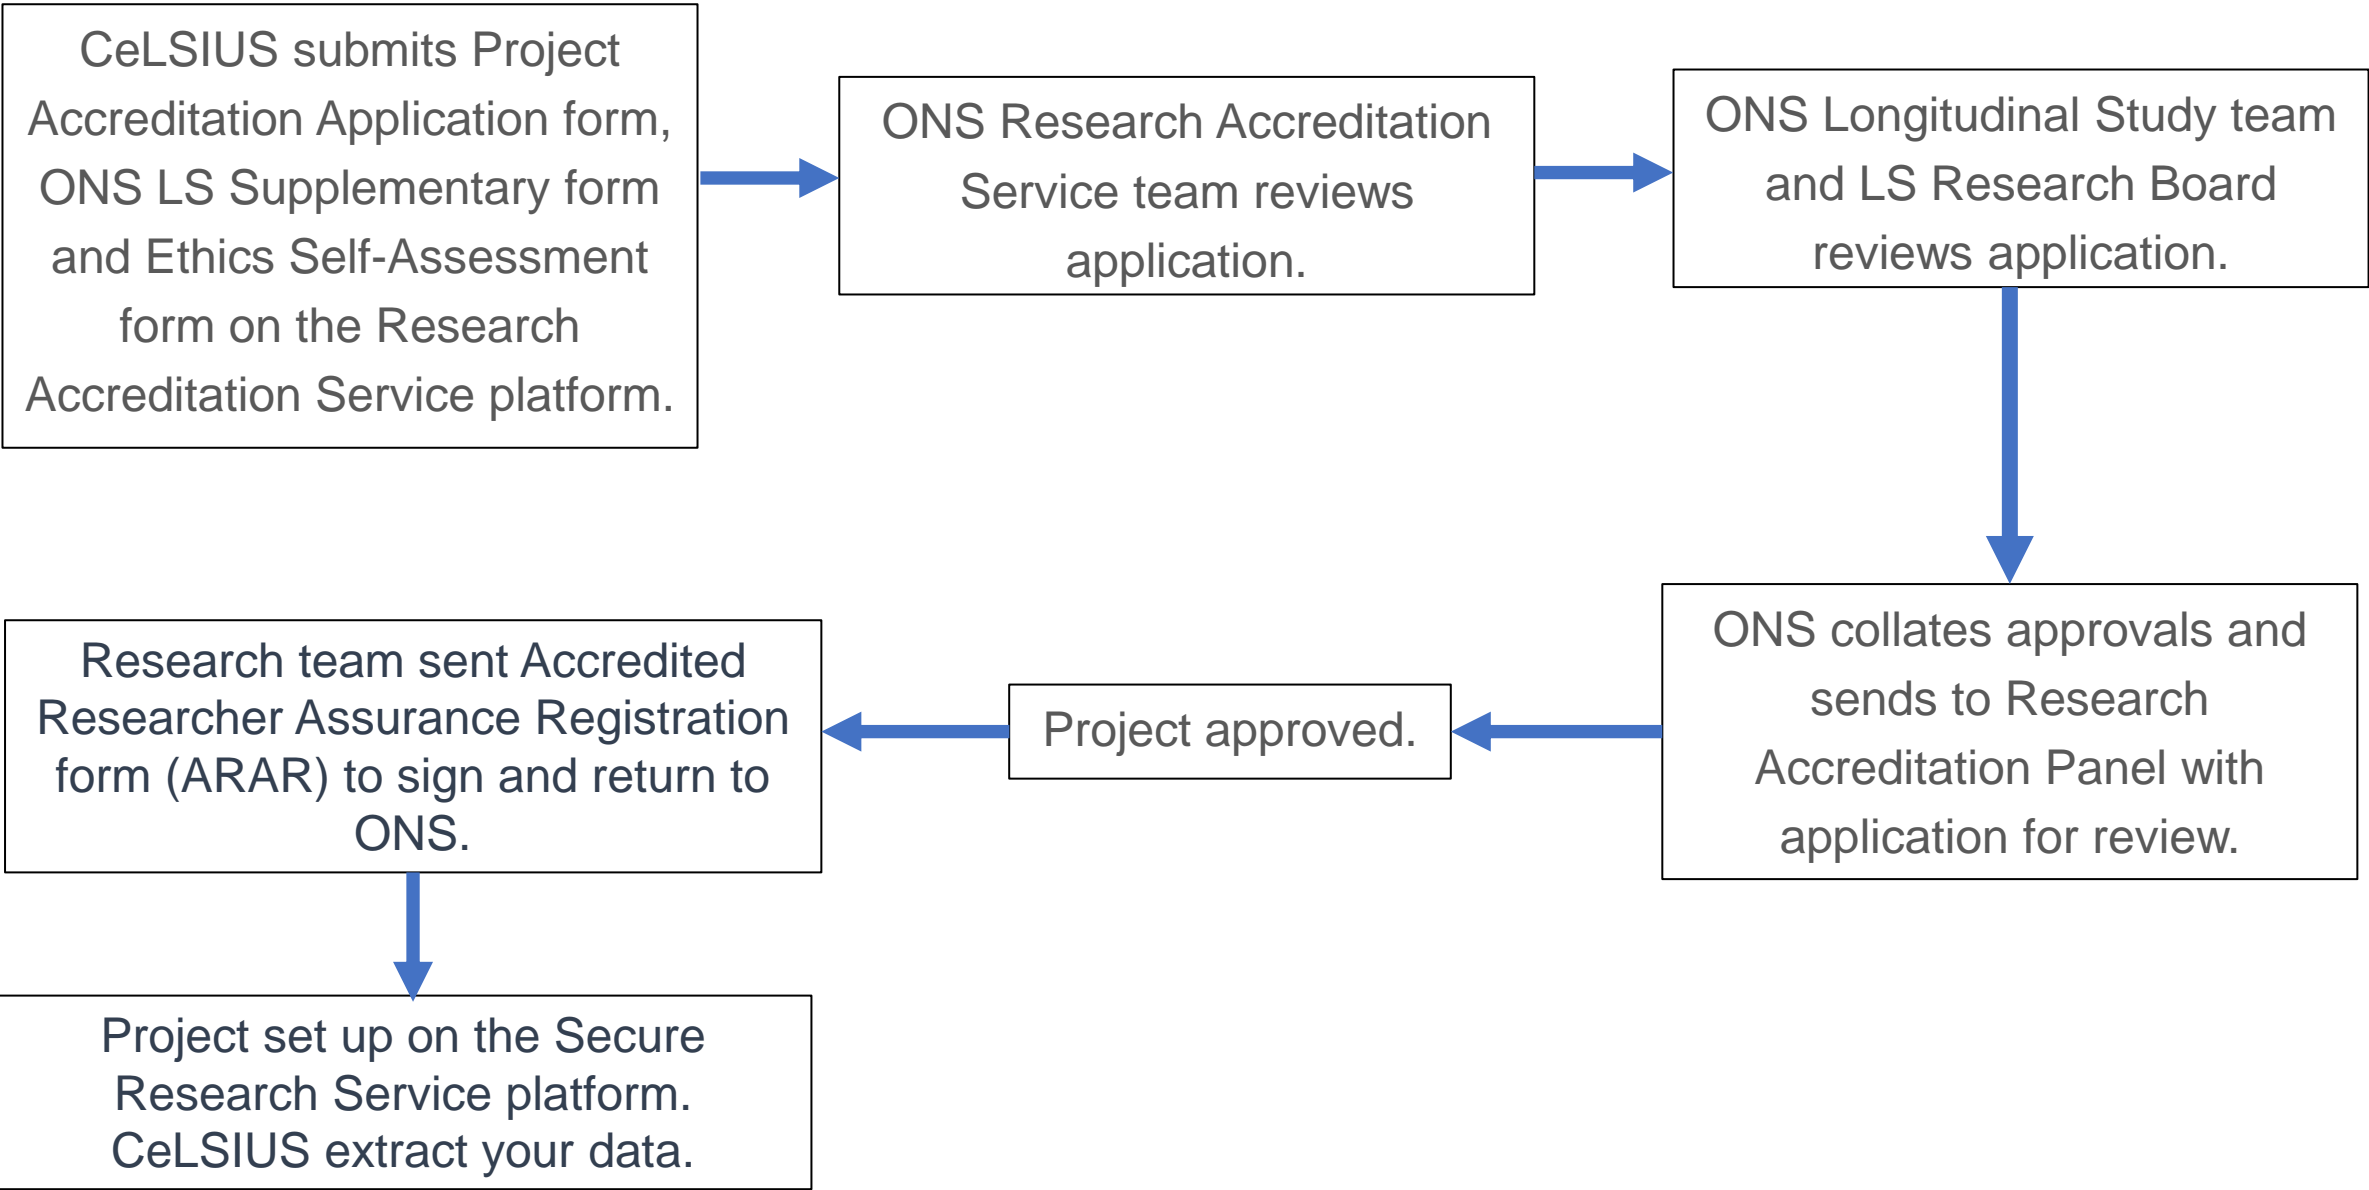 CeLSIUS submits Project
Accreditation Application form,
ONS LS Supplementary form
and Ethics Self-Assessment
form on the Research
Accreditation Service platform.
ONS Research Accreditation
Service team reviews
application.
ONS Longitudinal Study team
and LS Research Board
reviews application.
ONS collates approvals and
sends to Research
Accreditation Panel with
application for review.
Project approved.
Research team sent Accredited
Researcher Assurance Registration
form (ARAR) to sign and return to
ONS.
Project set up on the Secure
Research Service platform.
CeLSIUS extract your data.